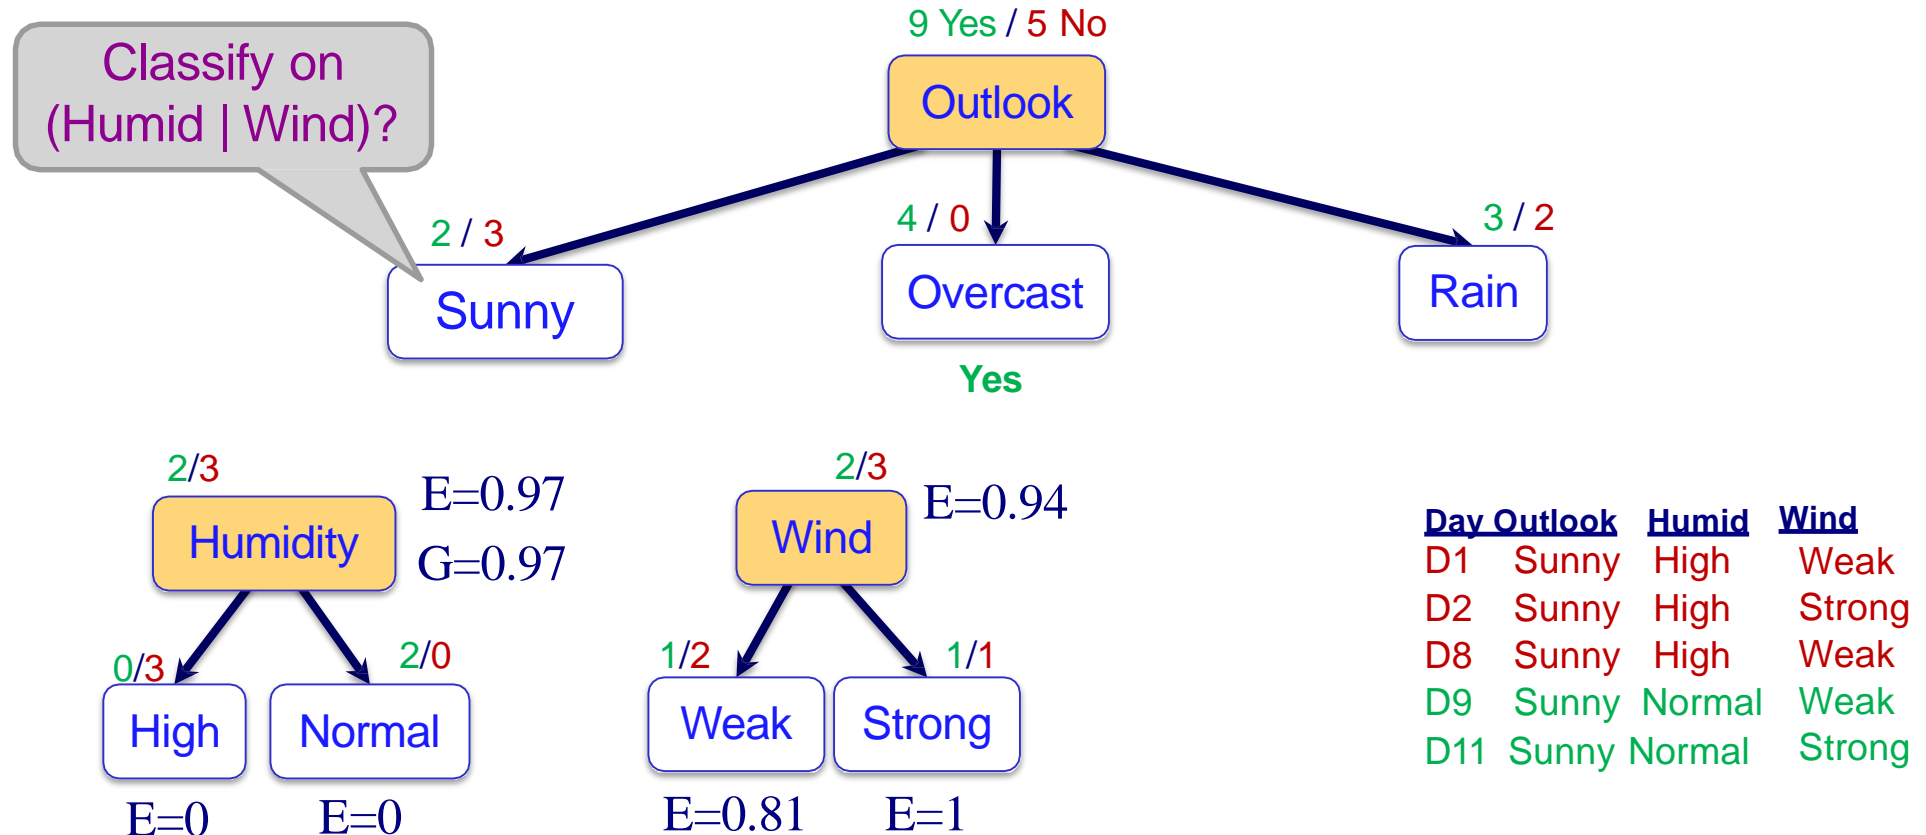 Classify on
(Humid | Wind)?
9 Yes / 5 No
Outlook
2 / 3
4 / 0
3 / 2
Sunny
Overcast
Rain
Yes
2/3
E=0.97
Humidity
G=0.97
0/3
2/0
High
Normal
E=0
E=0
2/3
E=0.94
Wind
1/2
1/1
Weak
Strong
E=0.81
E=1
Day Outlook Humid Wind
D1 Sunny High Weak
D2 Sunny High Strong
D8 Sunny High Weak
D9 Sunny Normal Weak
D11 Sunny Normal Strong